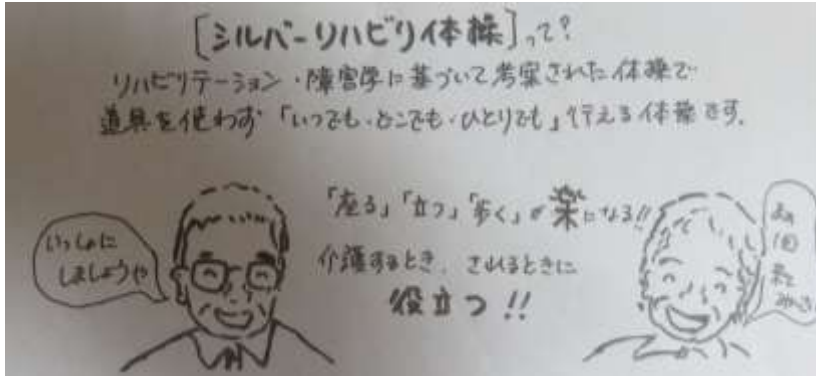 [シルバーリハビリ体操]って?
リハビリテーション・障害学に基づいて考案された体操で
道具を使わず「いつでも・どこでも・ひとりでも」行える体操です。
「座る」「立つ」「歩く」が楽になる!!
介護するとき、されるときに
役立つ!!
いっしょに
しましょうや
1回
来て